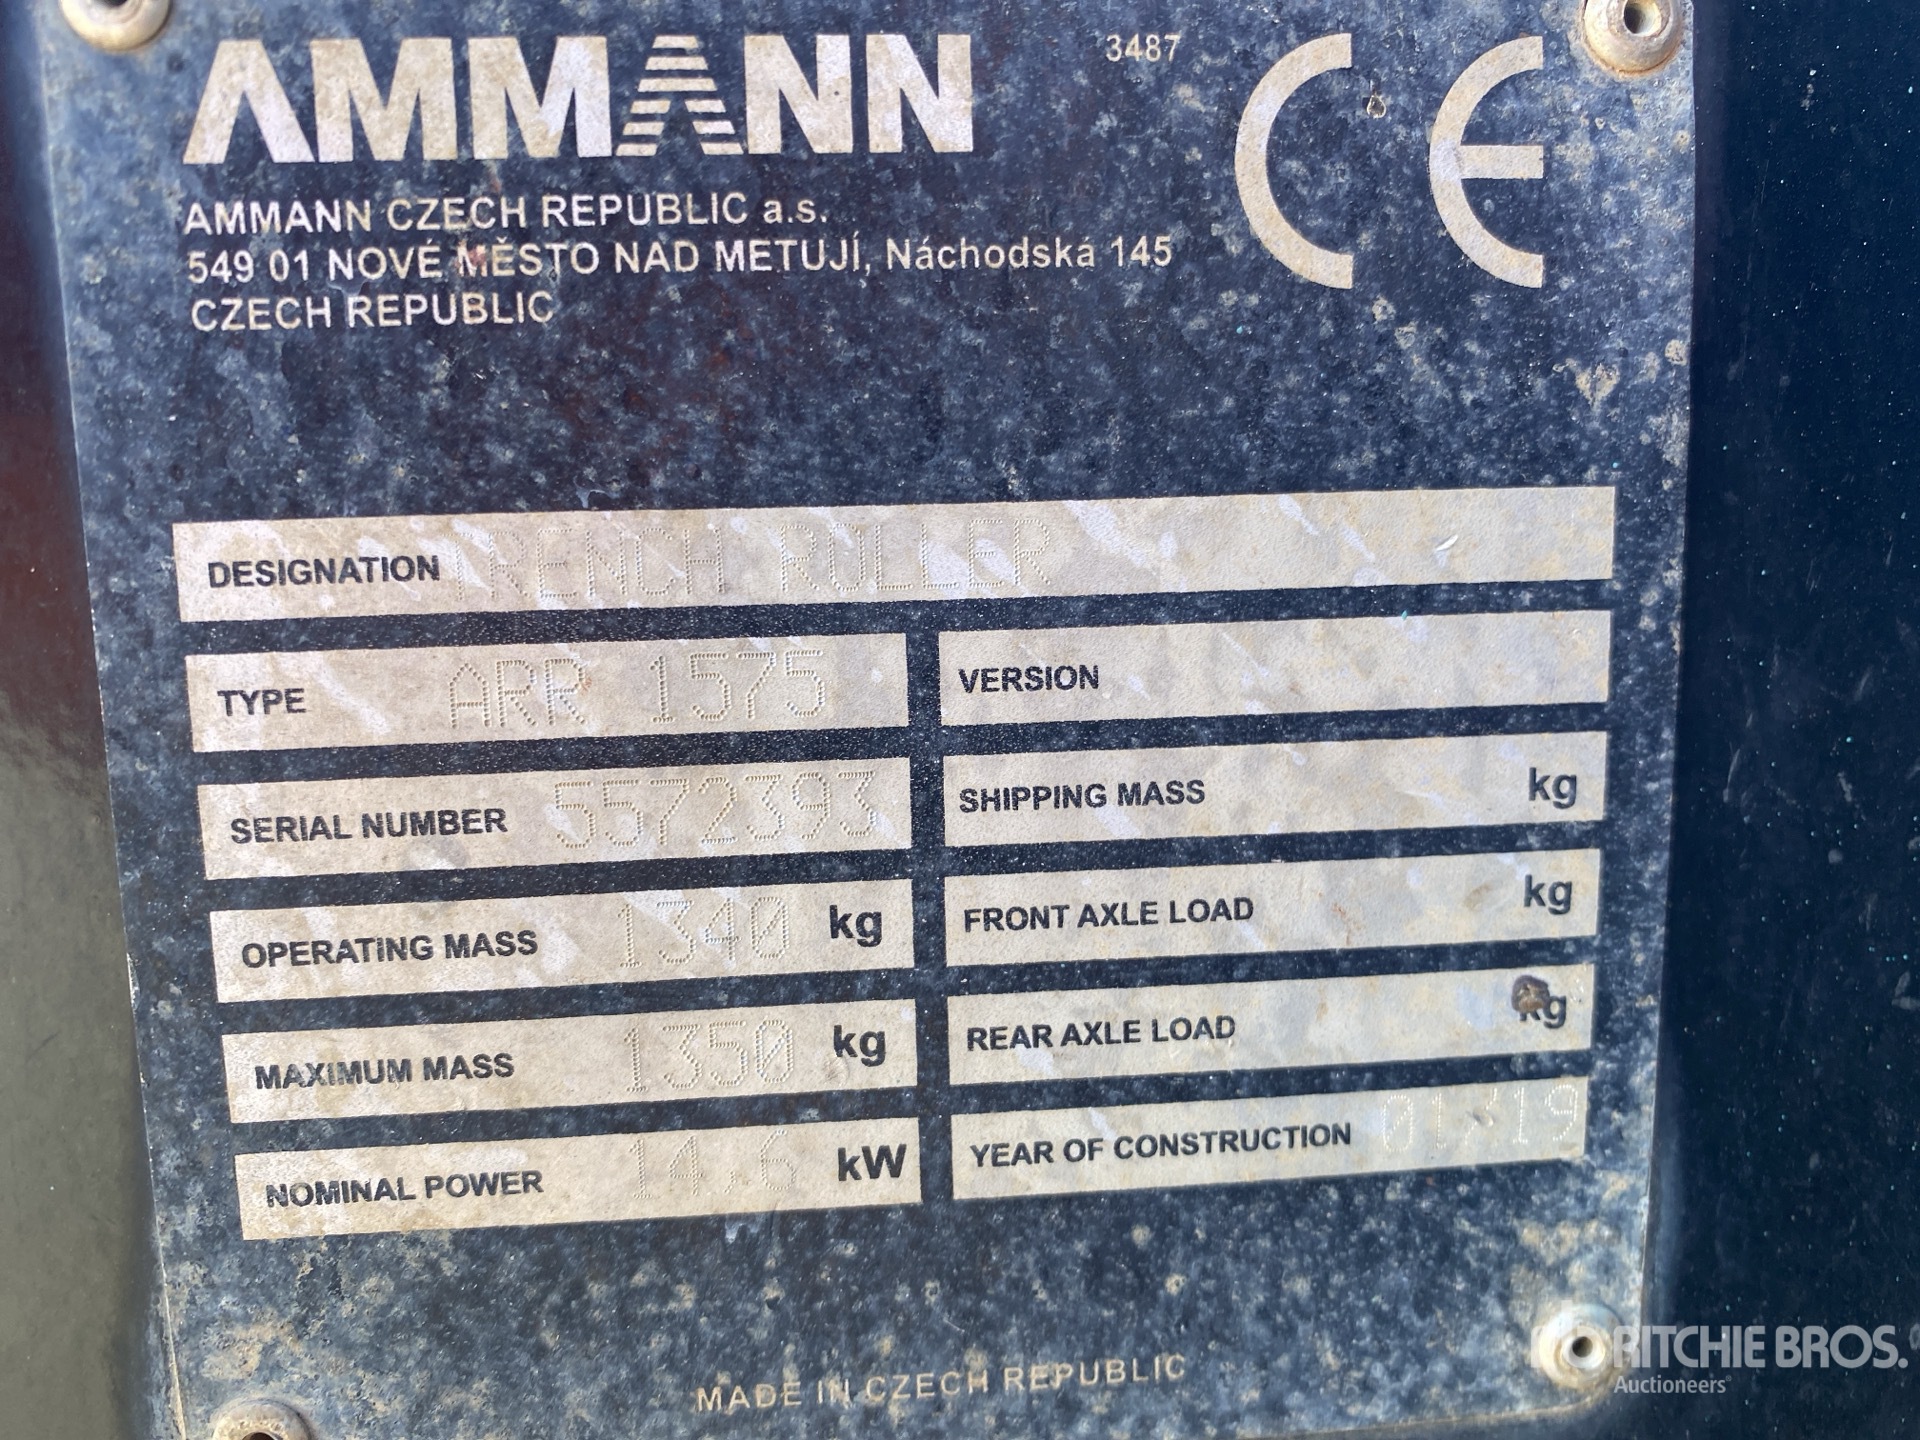 AMMANN
3487
CE
AMMANN CZECH REPUBLIC a.s.
549 01 NOVÉ MĚSTO NAD METUJÍ, Náchodská 145
CZECH REPUBLIC
DESIGNATION TRENCH ROLLER
TYPE ARR 1575
VERSION
SERIAL NUMBER 5572393
SHIPPING MASS kg
OPERATING MASS 1340 kg
FRONT AXLE LOAD kg
MAXIMUM MASS 1350 kg
REAR AXLE LOAD kg
NOMINAL POWER 14.6 kW
YEAR OF CONSTRUCTION 01/19
MADE IN CZECH REPUBLIC
RITCHIE BROS.
Auctioneers